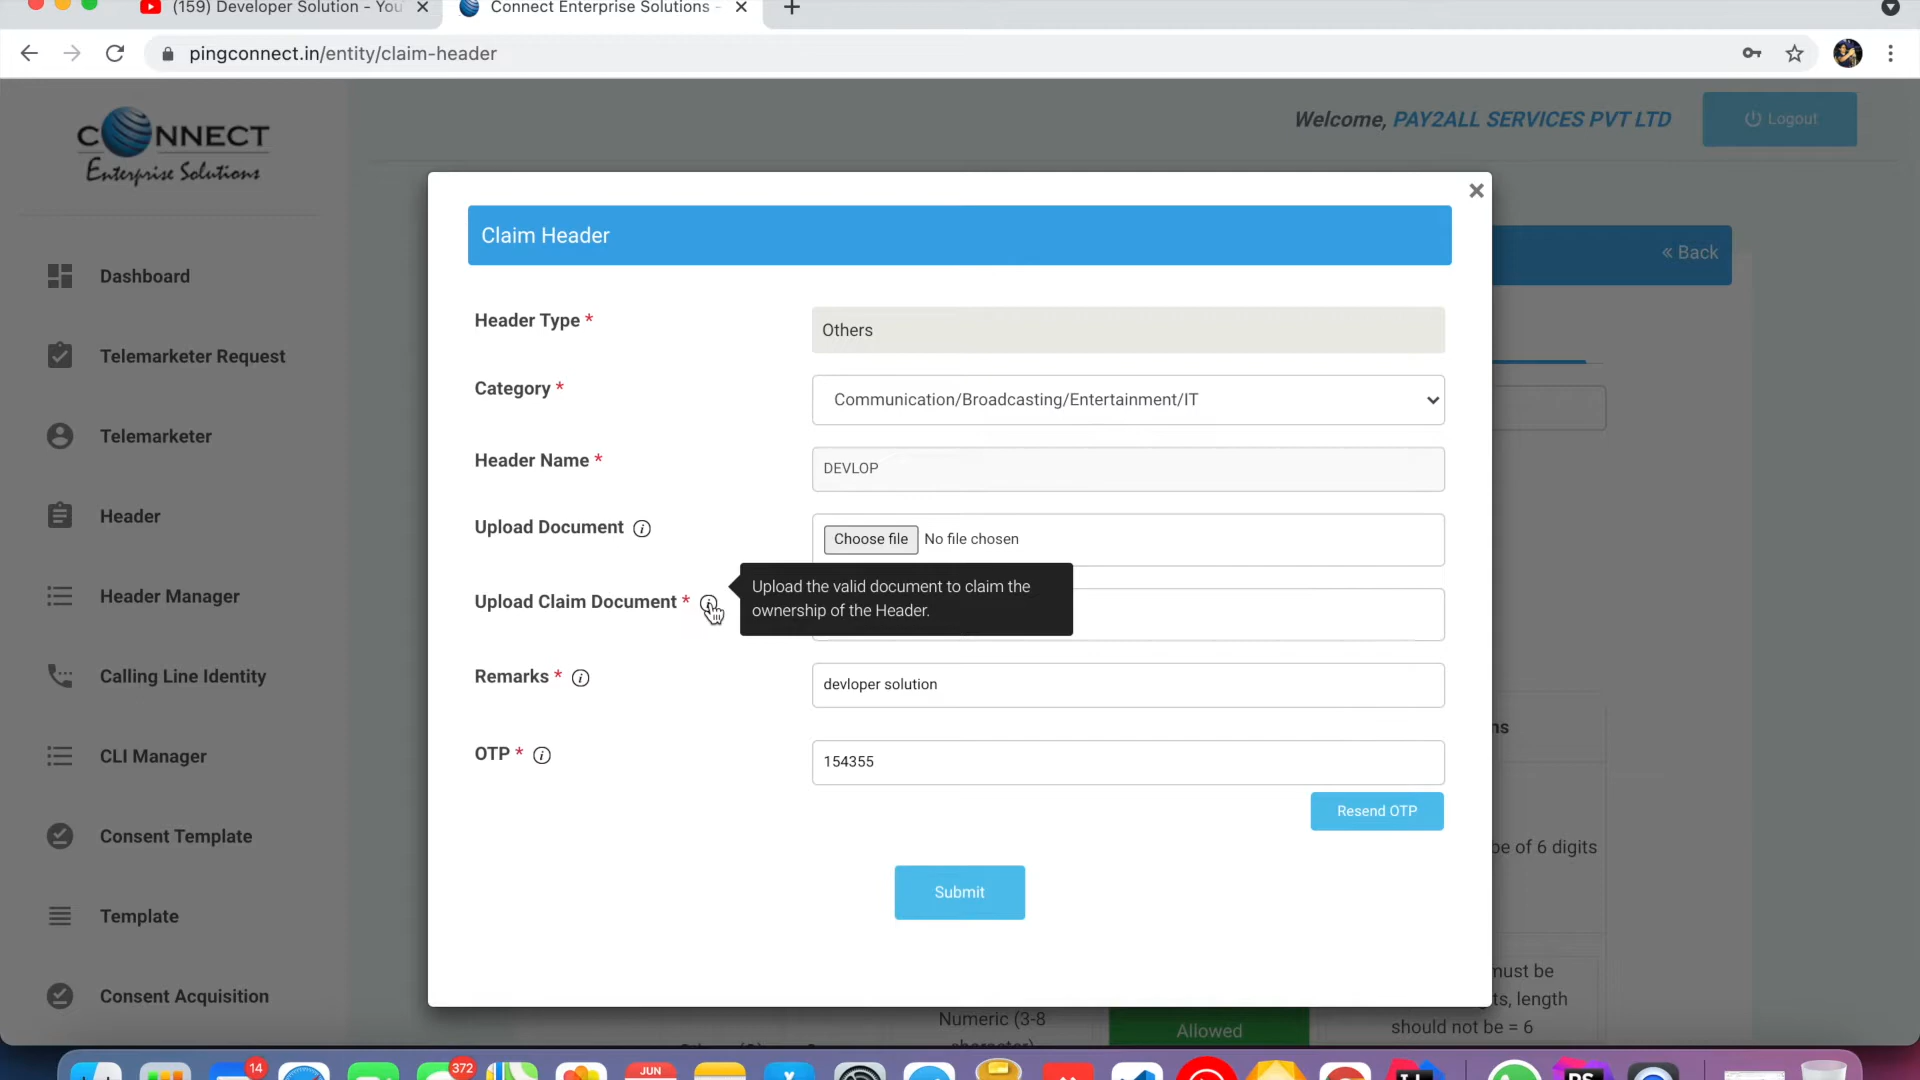 (159) Developer Solution - You
Connect Enterprise Solutions -
pingconnect.in/entity/claim-header
CONNECT
Enterprise Solutions
Welcome, PAY2ALL SERVICES PVT LTD
Logout
Claim Header
« Back
Dashboard
Header Type *
Others
Telemarketer Request
Category *
Communication/Broadcasting/Entertainment/IT
Telemarketer
Header Name *
DEVLOP
Header
Upload Document
Choose file No file chosen
Header Manager
Upload Claim Document *
Upload the valid document to claim the
ownership of the Header.
Calling Line Identity
Remarks *
devloper solution
ns
CLI Manager
OTP *
154355
Resend OTP
Consent Template
be of 6 digits
Submit
Template
Consent Acquisition
must be
ts, length
should not be = 6
Numeric (3-8
Allowed
14
372
JUN